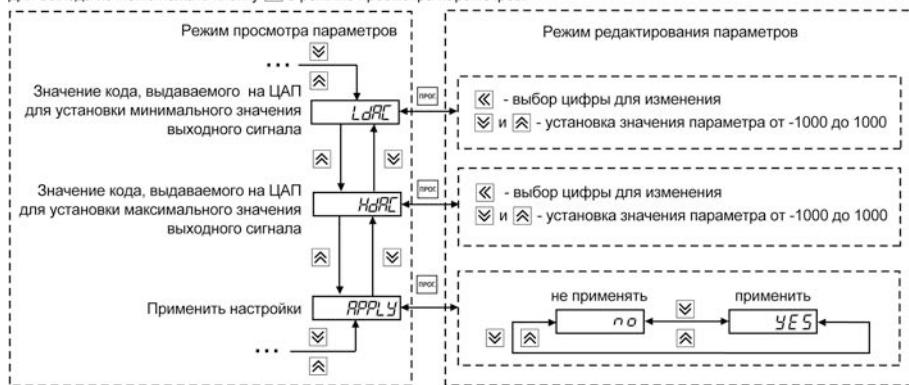 Режим просмотра параметров
Режим редактирования параметров
...
Значение кода, выдаваемого на ЦАП
для установки минимального значения
выходного сигнала
LdAC
ПРОГ.
- выбор цифры для изменения
и - установка значения параметра от -1000 до 1000
Значение кода, выдаваемого на ЦАП
для установки максимального значения
выходного сигнала
HdAC
ПРОГ.
- выбор цифры для изменения
и - установка значения параметра от -1000 до 1000
Применить настройки
APPLY
ПРОГ.
не применять
применить
no
YES
...